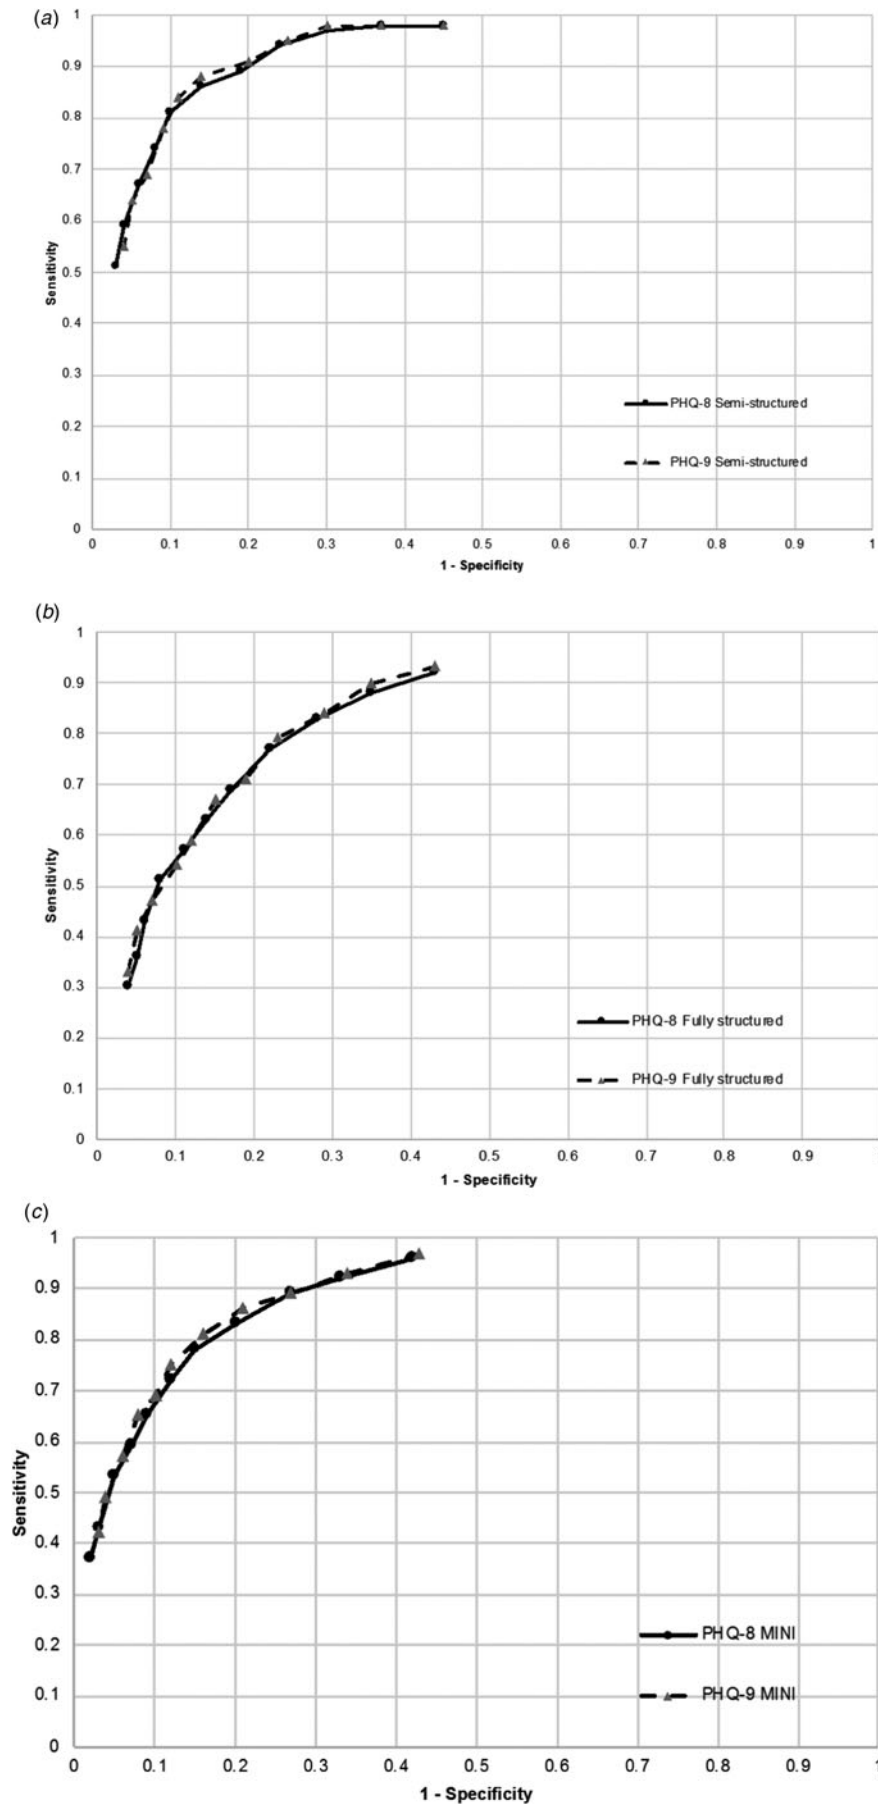 (a)
1
0.9
0.8
0.7
0.6
0.5
0.4
0.3
0.2
0.1
0
Sensitivity
PHQ-8 Semi-structured
PHQ-9 Semi-structured
0 0.1 0.2 0.3 0.4 0.5 0.6 0.7 0.8 0.9 1
1 - Specificity
(b)
1
0.9
0.8
0.7
0.6
0.5
0.4
0.3
0.2
0.1
0
Sensitivity
PHQ-8 Fully structured
PHQ-9 Fully structured
0 0.1 0.2 0.3 0.4 0.5 0.6 0.7 0.8 0.9 1
1 - Specificity
(c)
1
0.9
0.8
0.7
0.6
0.5
0.4
0.3
0.2
0.1
0
Sensitivity
PHQ-8 MINI
PHQ-9 MINI
0 0.1 0.2 0.3 0.4 0.5 0.6 0.7 0.8 0.9 1
1 - Specificity